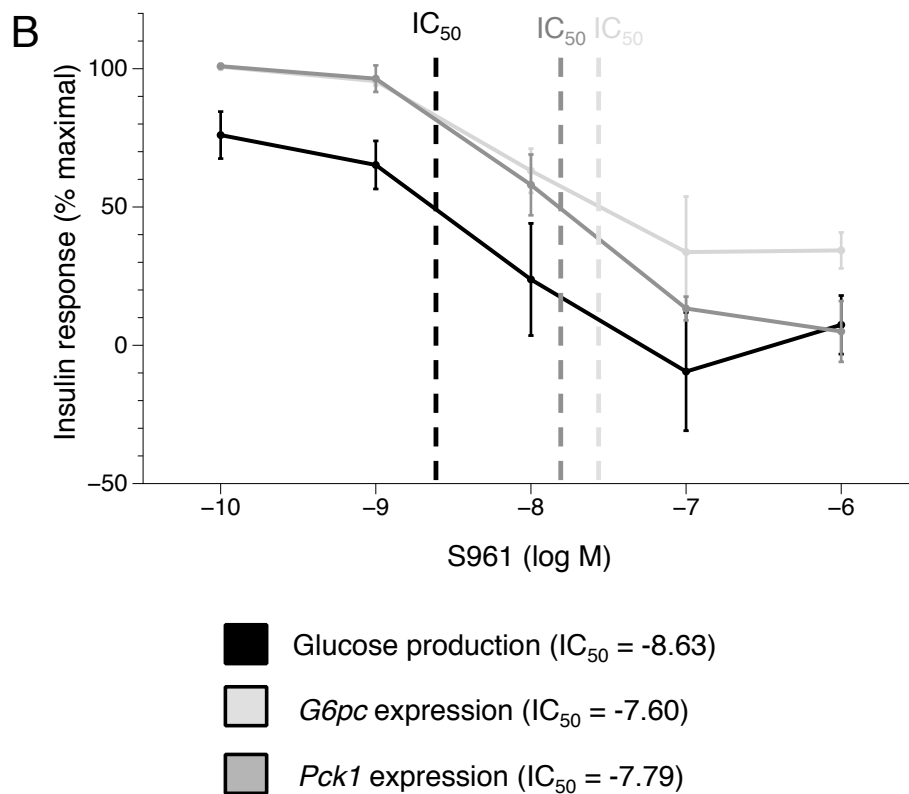 B
IC50 IC50 IC50
100
50
0
−50
Insulin response (% maximal)
−10 −9 −8 −7 −6
S961 (log M)
Glucose production (IC50 = -8.63)
G6pc expression (IC50 = -7.60)
Pck1 expression (IC50 = -7.79)